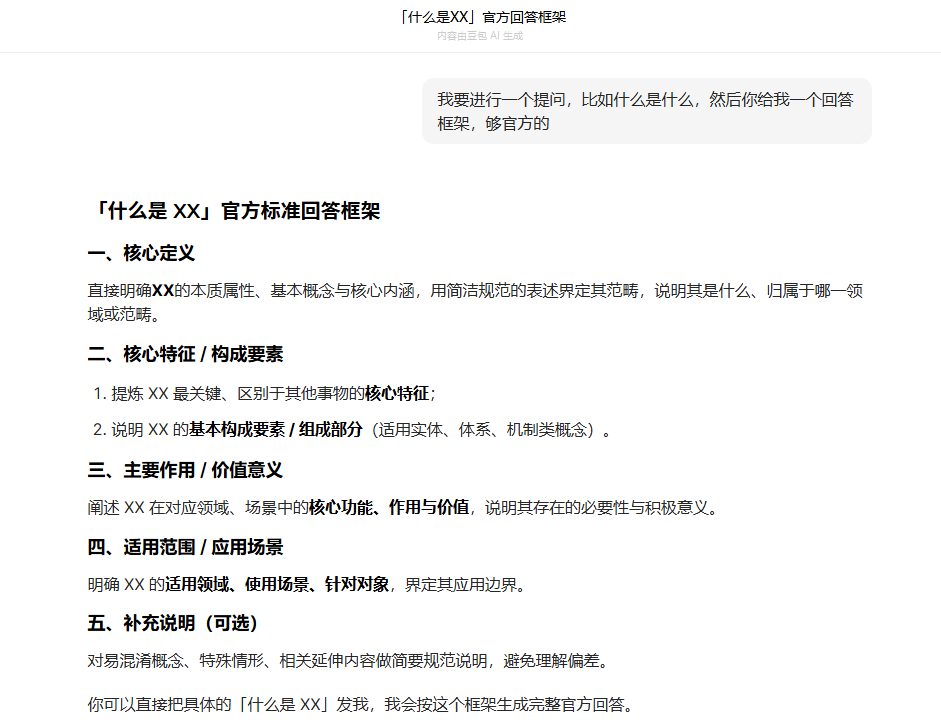 「什么是XX」官方回答框架
内容由豆包 AI 生成
我要进行一个提问，比如什么是什么，然后你给我一个回答
框架，够官方的
「什么是 XX」官方标准回答框架
一、核心定义
直接明确XX的本质属性、基本概念与核心内涵，用简洁规范的表述界定其范畴，说明其是什么、归属于哪一领
域或范畴。
二、核心特征 / 构成要素
1. 提炼 XX 最关键、区别于其他事物的核心特征；
2. 说明 XX 的基本构成要素 / 组成部分（适用实体、体系、机制类概念）。
三、主要作用 / 价值意义
阐述 XX 在对应领域、场景中的核心功能、作用与价值，说明其存在的必要性与积极意义。
四、适用范围 / 应用场景
明确 XX 的适用领域、使用场景、针对对象，界定其应用边界。
五、补充说明（可选）
对易混淆概念、特殊情形、相关延伸内容做简要规范说明，避免理解偏差。
你可以直接把具体的「什么是 XX」发我，我会按这个框架生成完整官方回答。